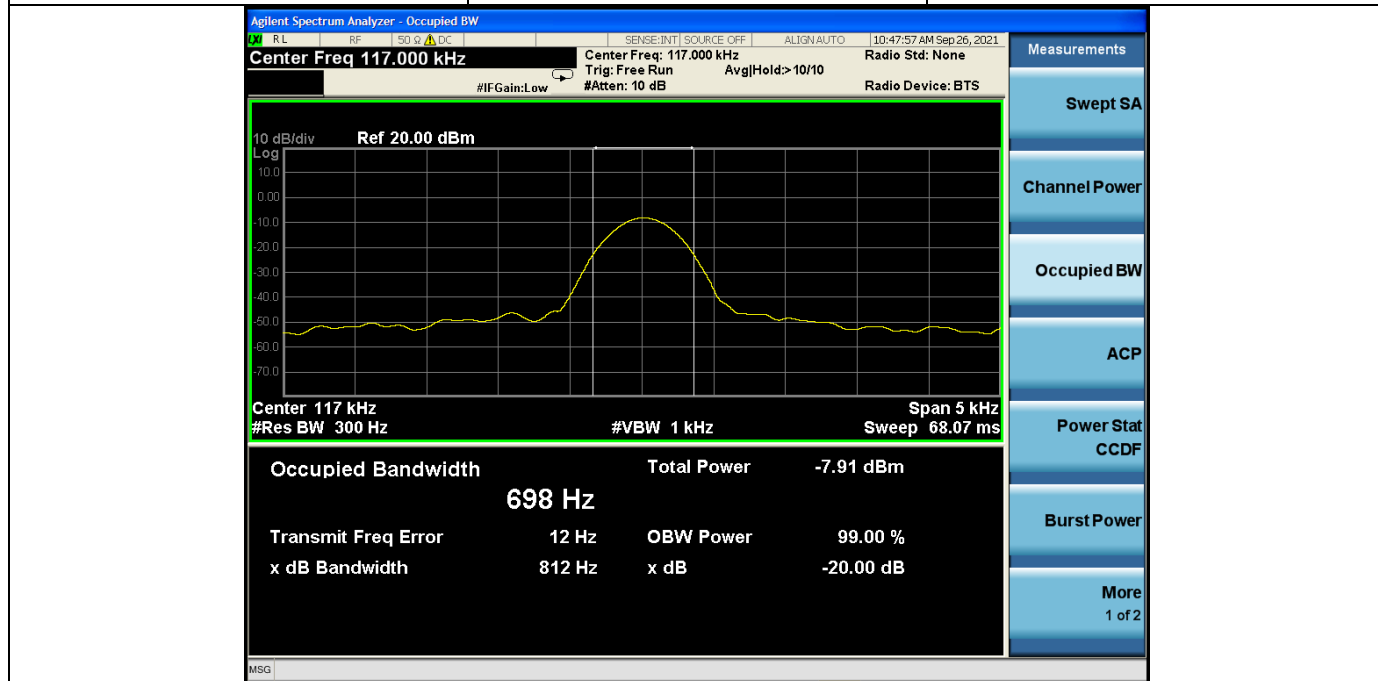 Agilent Spectrum Analyzer - Occupied BW
LXI RL RF 50 Ω DC SENSE:INT SOURCE OFF ALIGN AUTO 10:47:57 AM Sep 26, 2021
Center Freq 117.000 kHz
Center Freq: 117.000 kHz Radio Std: None
Trig: Free Run Avg|Hold:>10/10
#IFGain:Low #Atten: 10 dB Radio Device: BTS
10 dB/div Ref 20.00 dBm
Log
10.0
0.00
-10.0
-20.0
-30.0
-40.0
-50.0
-60.0
-70.0
Center 117 kHz Span 5 kHz
#Res BW 300 Hz #VBW 1 kHz Sweep 68.07 ms
Occupied Bandwidth Total Power -7.91 dBm
698 Hz
Transmit Freq Error 12 Hz OBW Power 99.00 %
x dB Bandwidth 812 Hz x dB -20.00 dB
MSG
Measurements
Swept SA
Channel Power
Occupied BW
ACP
Power Stat
CCDF
Burst Power
More
1 of 2